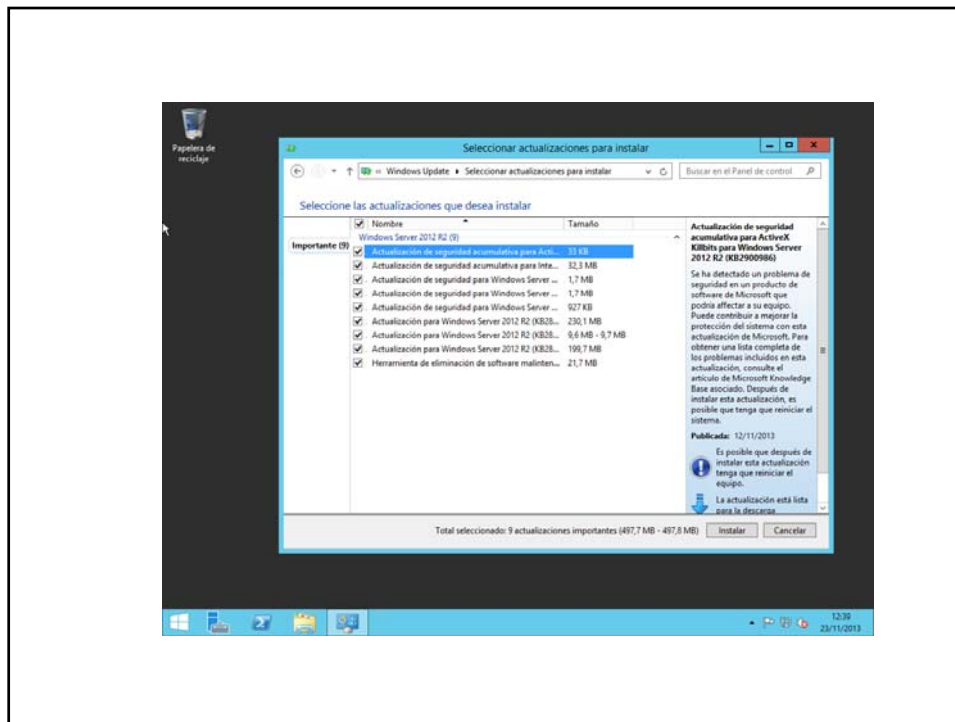 Papelera de
reciclaje
Seleccionar actualizaciones para instalar
« Windows Update ▸ Seleccionar actualizaciones para instalar
Buscar en el Panel de control
Seleccione las actualizaciones que desea instalar
Nombre Tamaño
Importante (9)
Windows Server 2012 R2 (9)
Actualización de seguridad acumulativa para Acti... 33 KB
Actualización de seguridad acumulativa para Inte... 32,3 MB
Actualización de seguridad para Windows Server ... 1,7 MB
Actualización de seguridad para Windows Server ... 1,7 MB
Actualización de seguridad para Windows Server ... 927 KB
Actualización para Windows Server 2012 R2 (KB28... 230,1 MB
Actualización para Windows Server 2012 R2 (KB28... 9,6 MB - 9,7 MB
Actualización para Windows Server 2012 R2 (KB28... 199,7 MB
Herramienta de eliminación de software malinten... 21,7 MB
Actualización de seguridad
acumulativa para ActiveX
Killbits para Windows Server
2012 R2 (KB2900986)
Se ha detectado un problema de
seguridad en un producto de
software de Microsoft que
podría affectar a su equipo.
Puede contribuir a mejorar la
protección del sistema con esta
actualización de Microsoft. Para
obtener una lista completa de
los problemas incluidos en esta
actualización, consulte el
artículo de Microsoft Knowledge
Base asociado. Después de
instalar esta actualización, es
posible que tenga que reiniciar el
sistema.
Publicada: 12/11/2013
Es posible que después de
instalar esta actualización
tenga que reiniciar el
equipo.
La actualización está lista
para la descarga
Total seleccionado: 9 actualizaciones importantes (497,7 MB - 497,8 MB)
Instalar Cancelar
12:39
23/11/2013